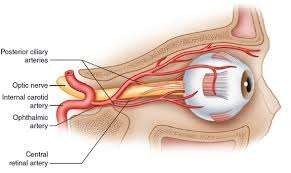 Posterior ciliary
arteries
Optic nerve
Internal carotid
artery
Ophthalmic
artery
Central
retinal artery